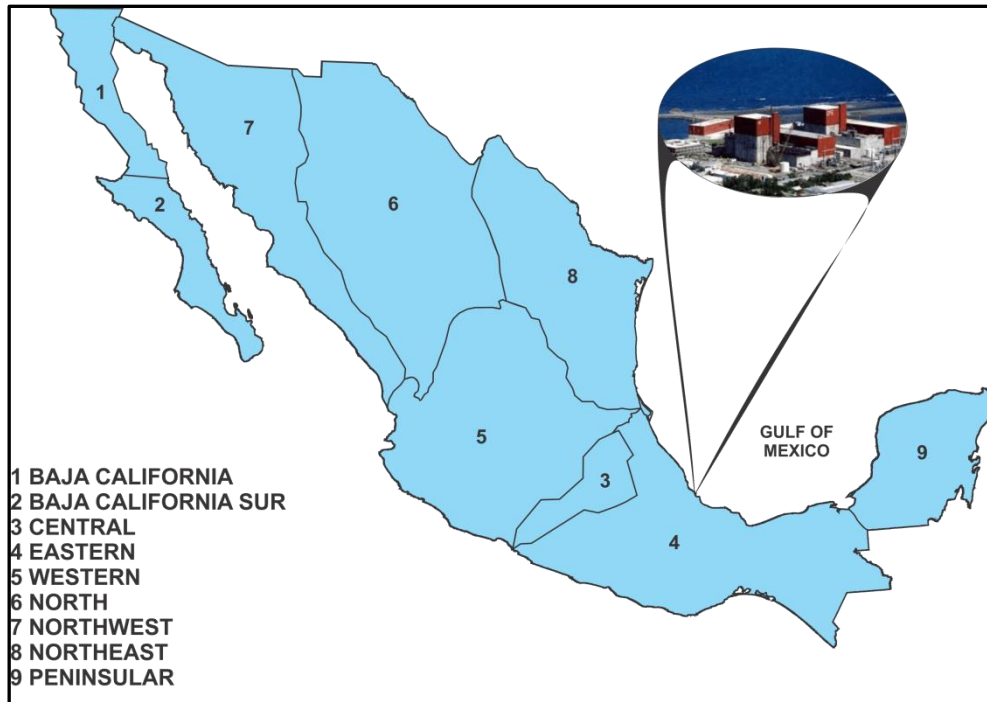 1
7
2
6
8
5
3
4
9
GULF OF
MEXICO
1 BAJA CALIFORNIA
2 BAJA CALIFORNIA SUR
3 CENTRAL
4 EASTERN
5 WESTERN
6 NORTH
7 NORTHWEST
8 NORTHEAST
9 PENINSULAR